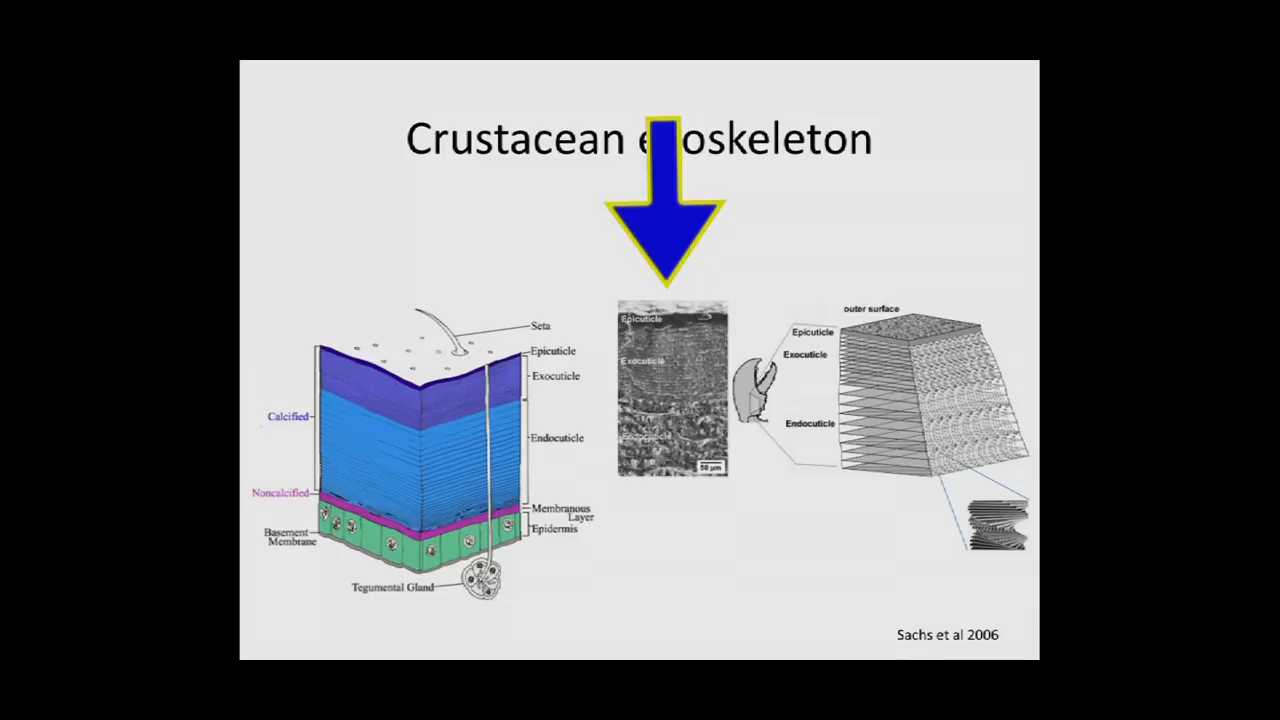 Crustacean e oskeleton
Seta
Epicuticle
Exocuticle
Calcified
Endocuticle
Noncalcified
Membranous
Layer
Basement
Membrane
Epidermis
Tegumental Gland
Epicuticle
Exocuticle
Endocuticle
50 µm
outer surface
Epicuticle
Exocuticle
Endocuticle
Sachs et al 2006